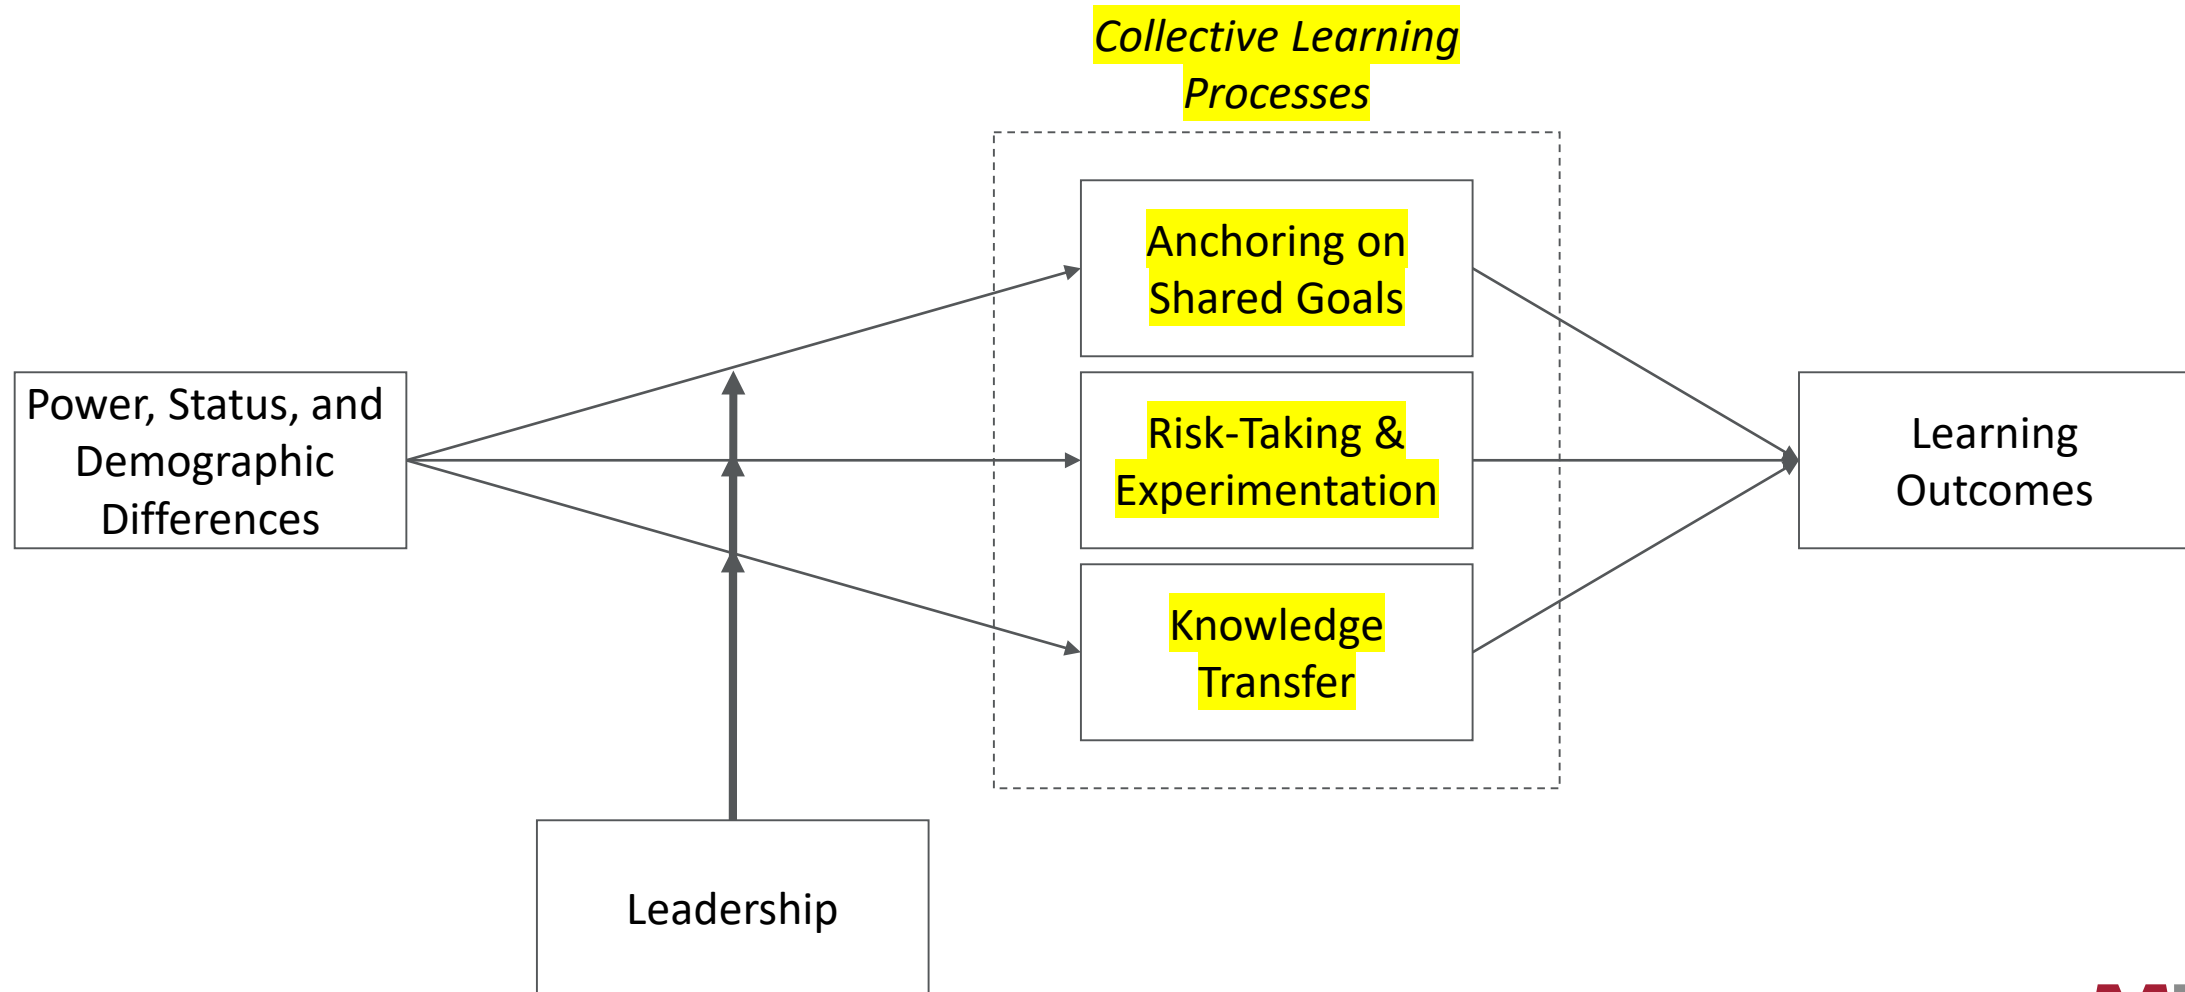 Collective Learning
Processes
Anchoring on
Shared Goals
Power, Status, and
Demographic
Differences
Risk-Taking &
Experimentation
Learning
Outcomes
Knowledge
Transfer
Leadership